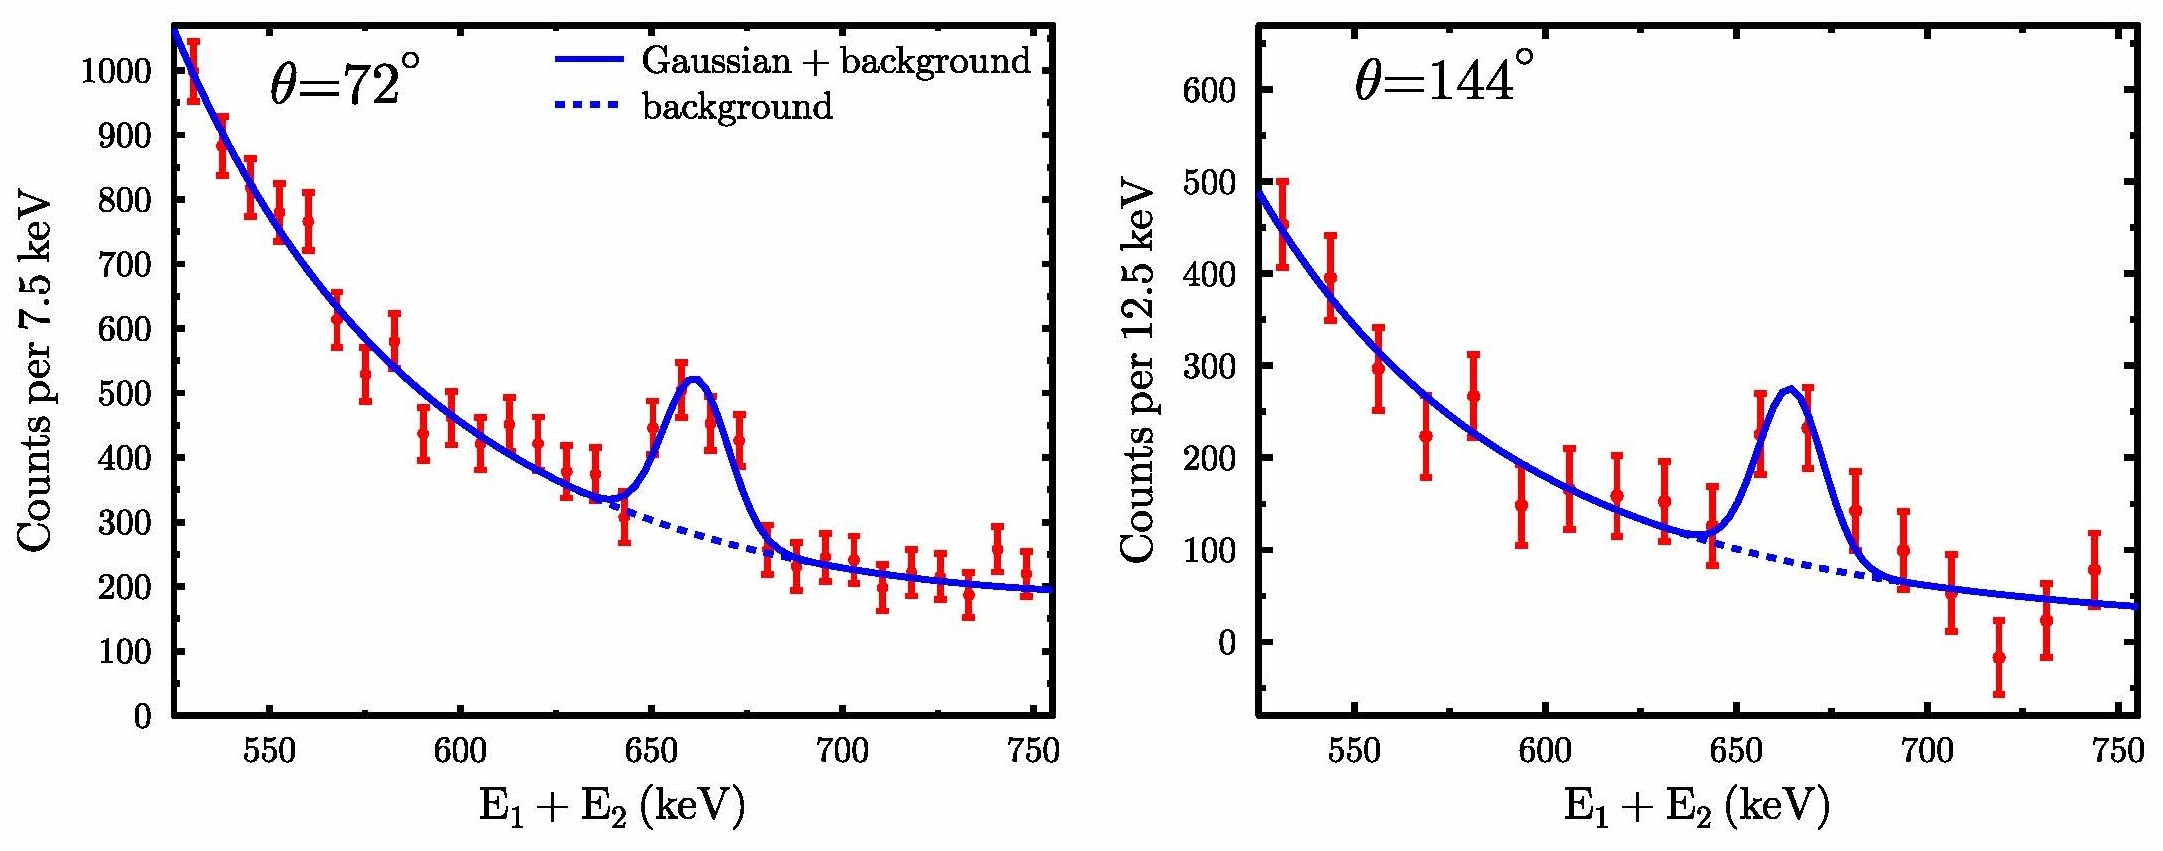 θ=72°
Gaussian + background
background
1000
900
800
700
600
500
400
300
200
100
0
Counts per 7.5 keV
550 600 650 700 750
E₁ + E₂ (keV)
θ=144°
600
500
400
300
200
100
0
Counts per 12.5 keV
550 600 650 700 750
E₁ + E₂ (keV)